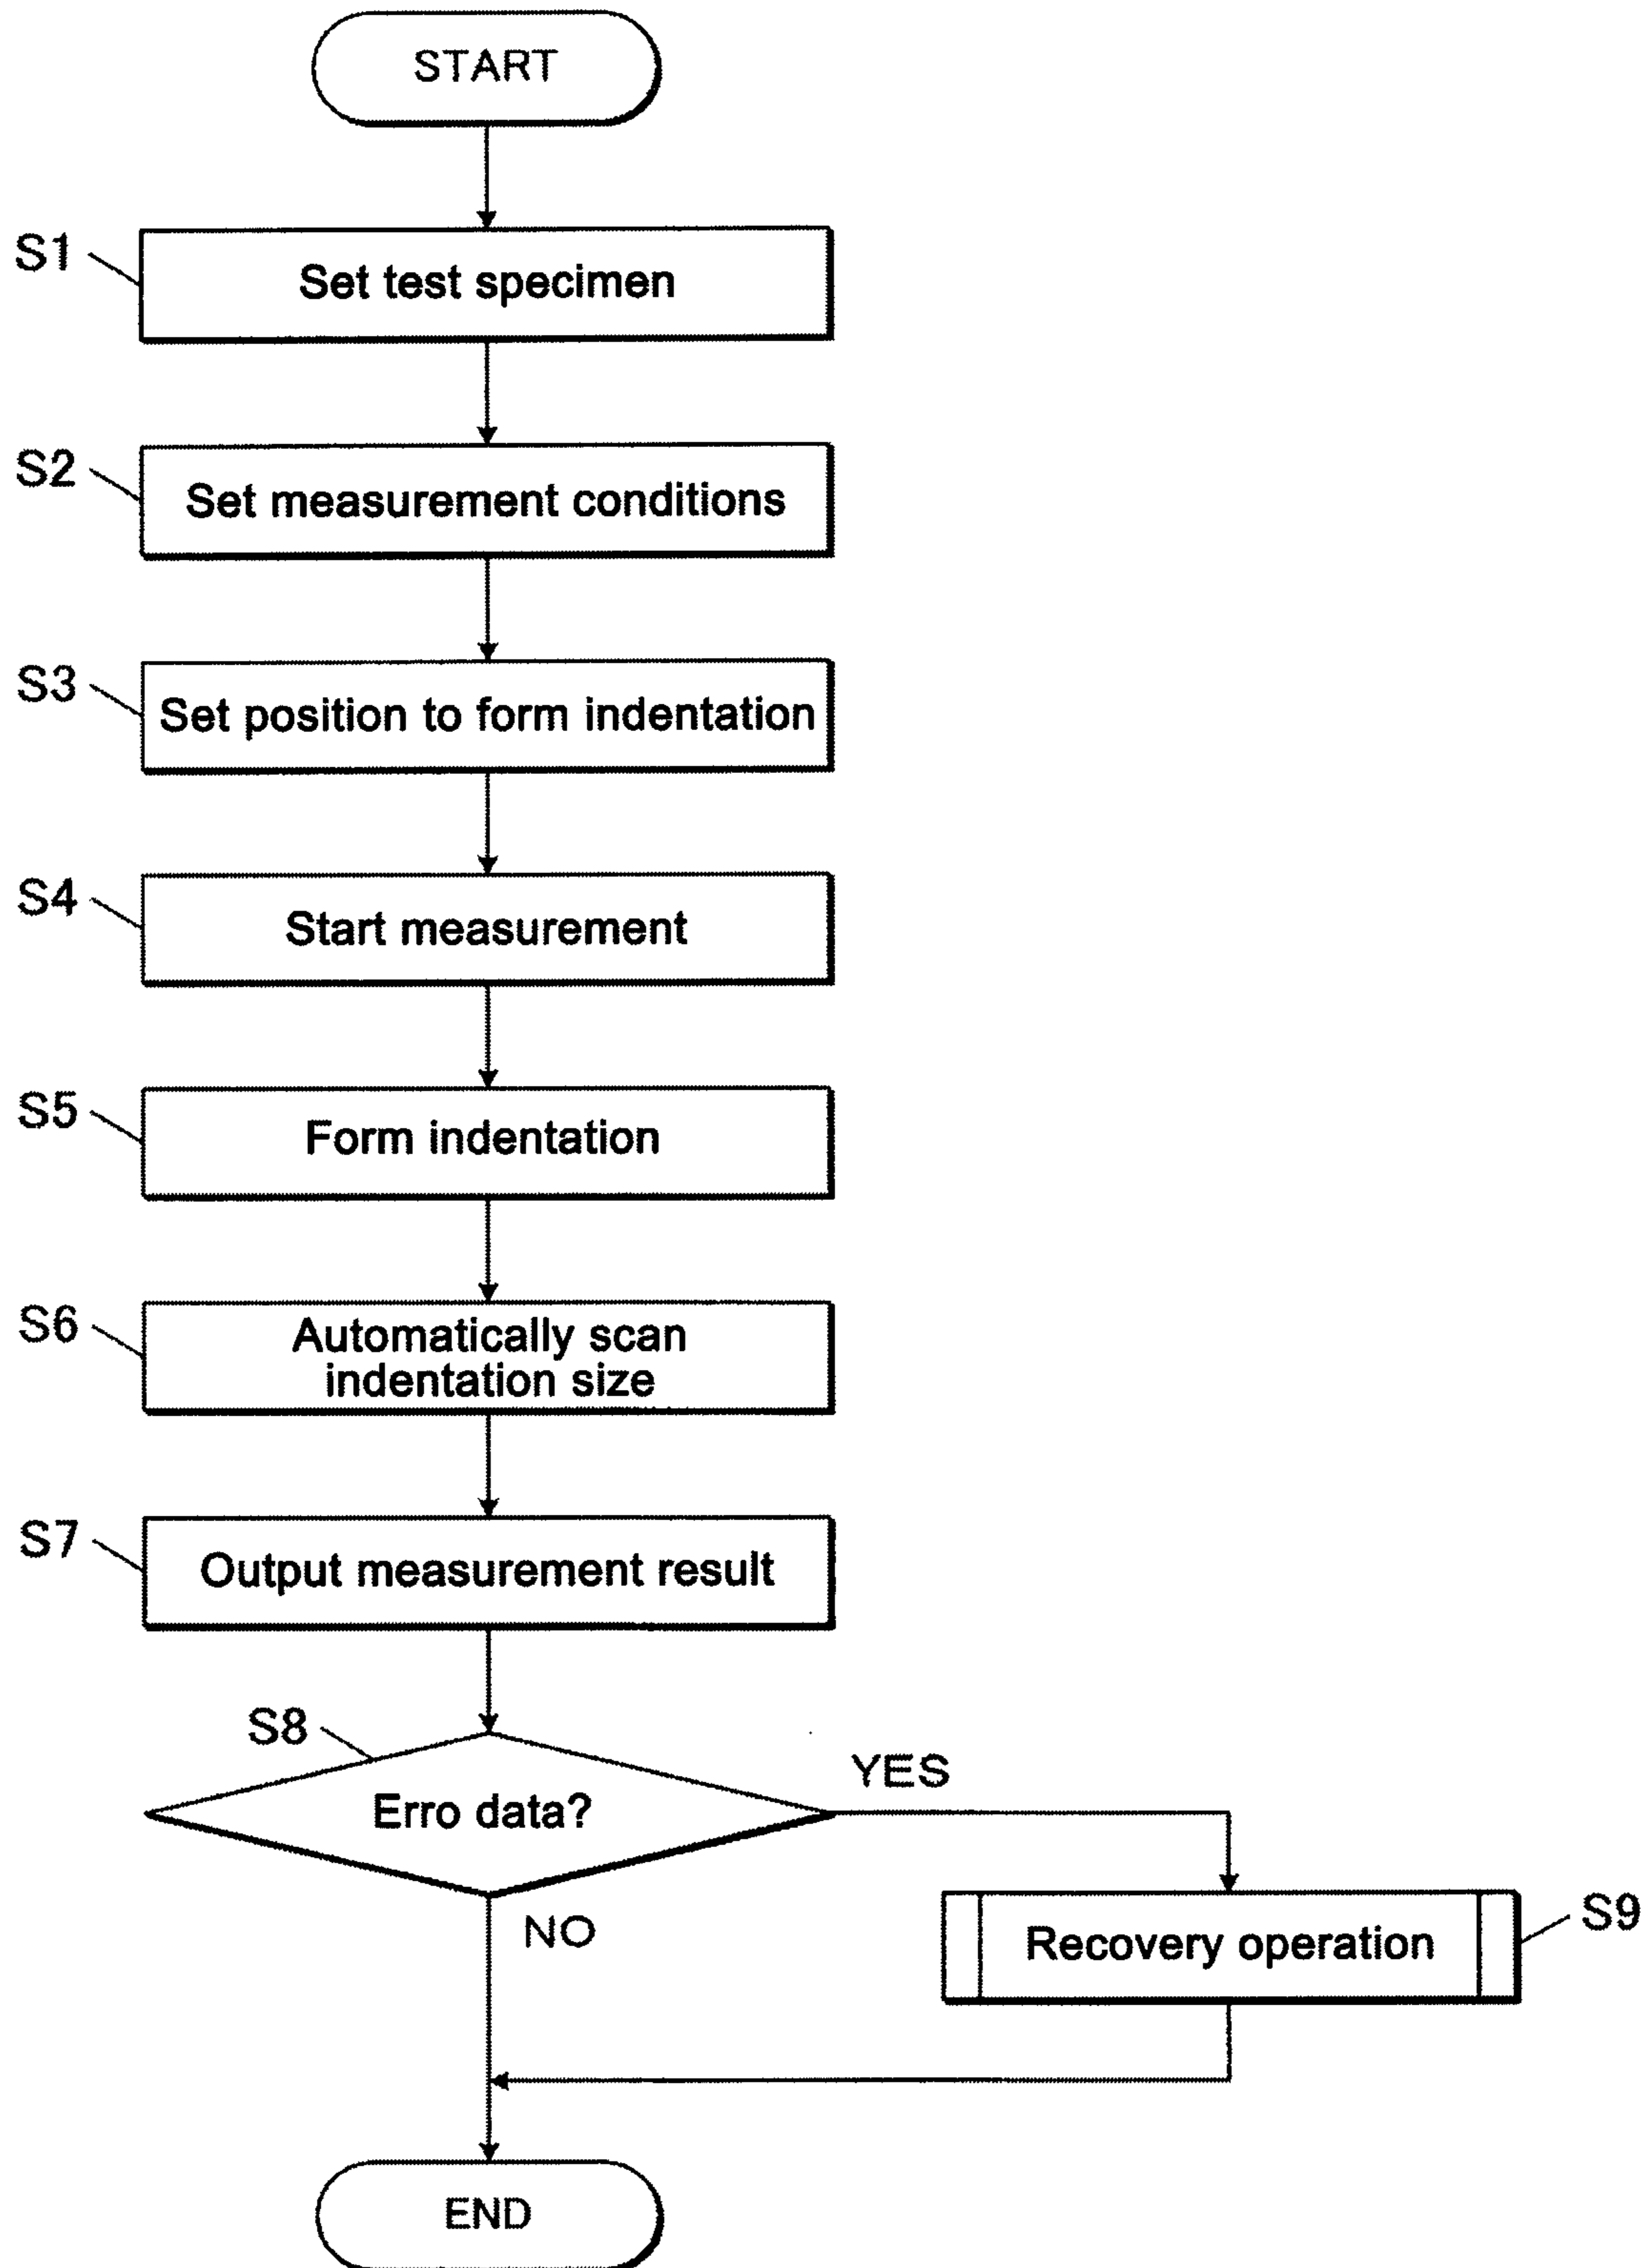 START
S1
Set test specimen
S2
Set measurement conditions
S3
Set position to form indentation
S4
Start measurement
S5
Form indentation
S6
Automatically scan
indentation size
S7
Output measurement result
S8
Erro data?
YES
NO
Recovery operation
S9
END